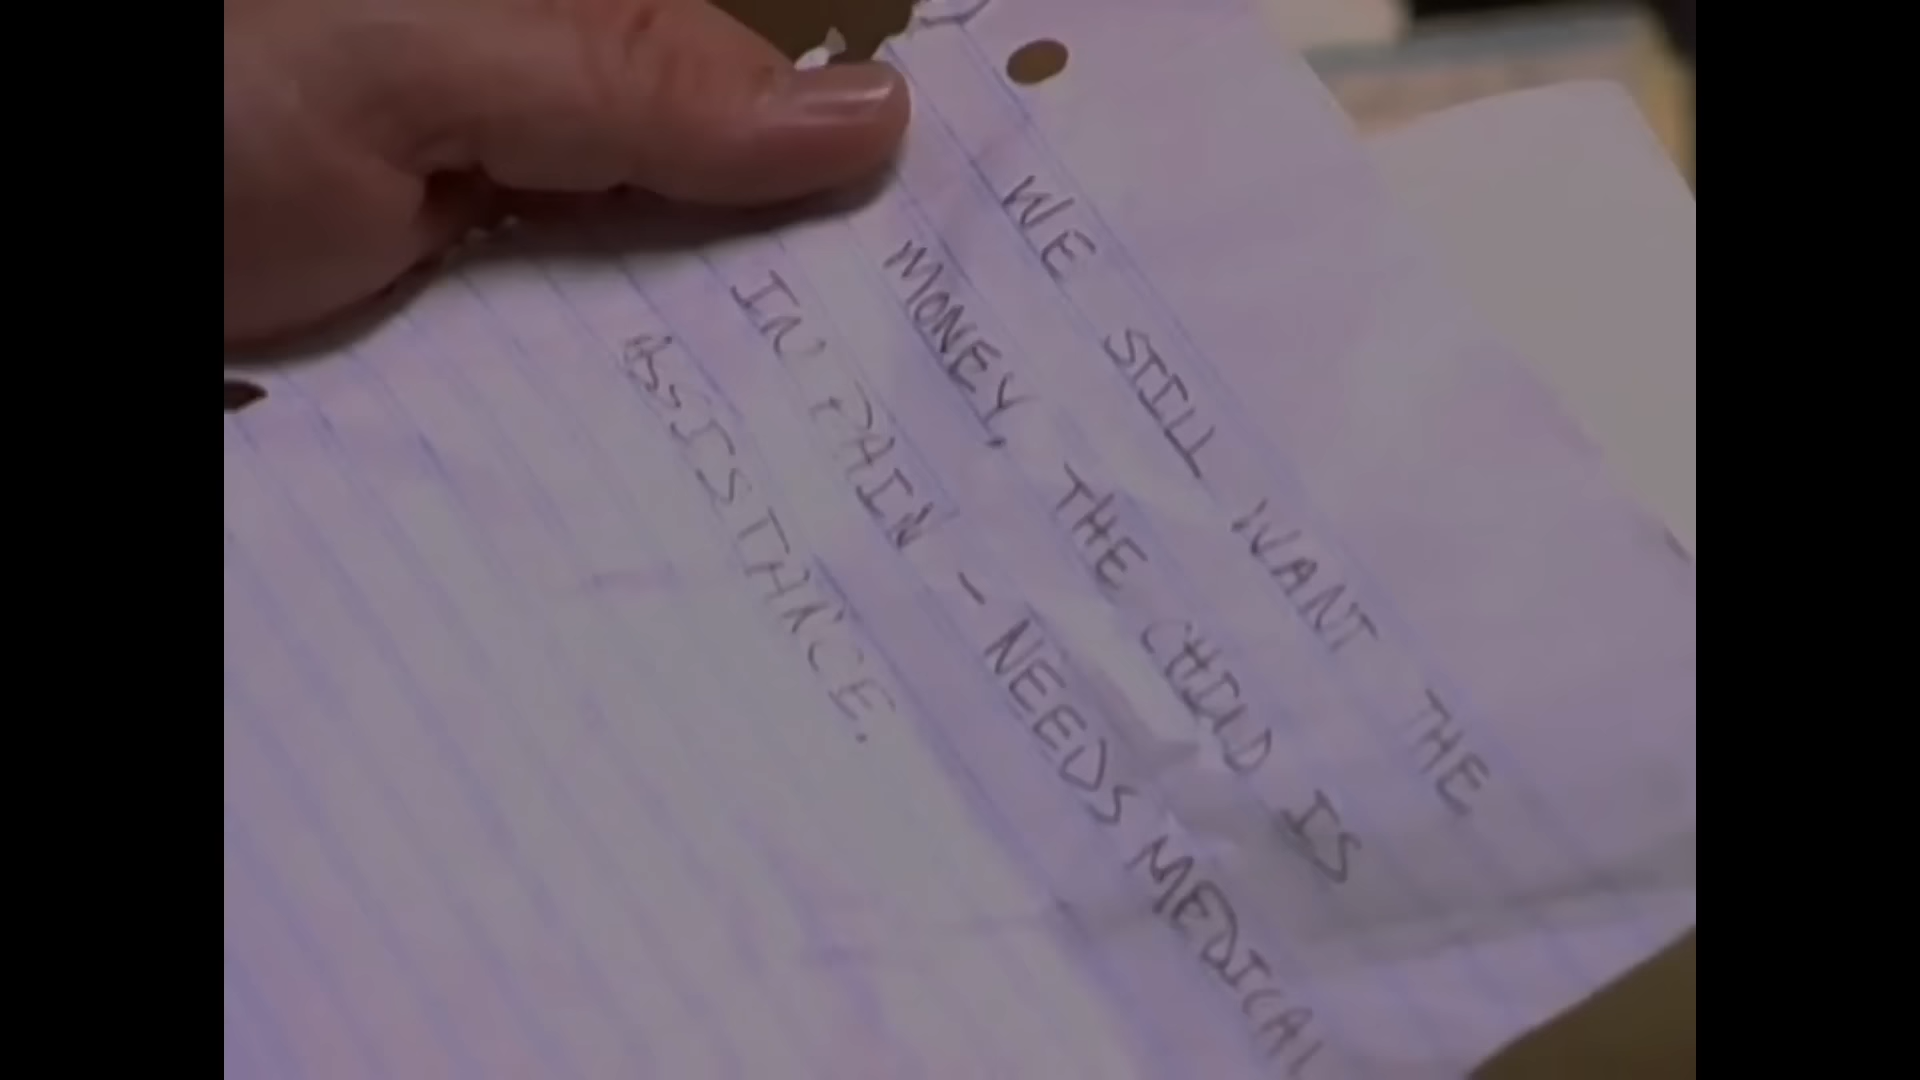 WE STILL WANT THE
MONEY, THE CHILD IS
IN PAIN - NEEDS MEDICAL
ASSISTANCE.